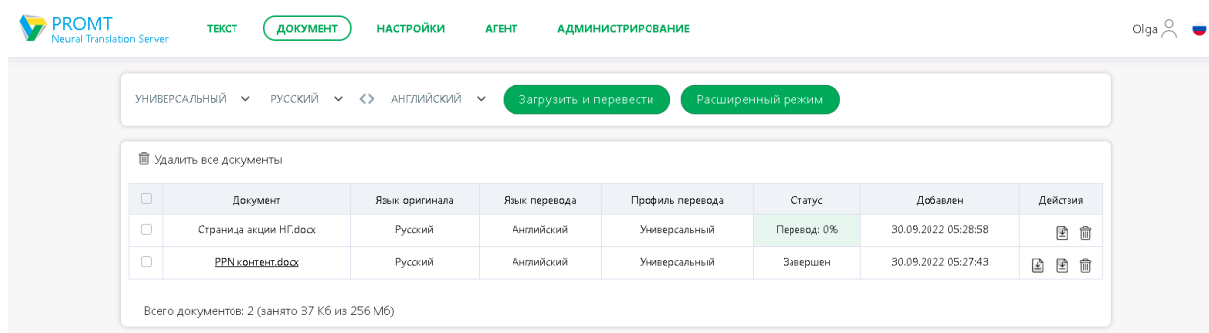 PROMT
Neural Translation Server
ТЕКСТ ДОКУМЕНТ НАСТРОЙКИ АГЕНТ АДМИНИСТРИРОВАНИЕ Olga
УНИВЕРСАЛЬНЫЙ РУССКИЙ <> АНГЛИЙСКИЙ Загрузить и перевести Расширенный режим
Удалить все документы
Документ Язык оригинала Язык перевода Профиль перевода Статус Добавлен Действия
Страница акции НГ.docx Русский Английский Универсальный Перевод: 0% 30.09.2022 05:28:58
PPN контент.docx Русский Английский Универсальный Завершен 30.09.2022 05:27:43
Всего документов: 2 (занято 37 Кб из 256 Мб)